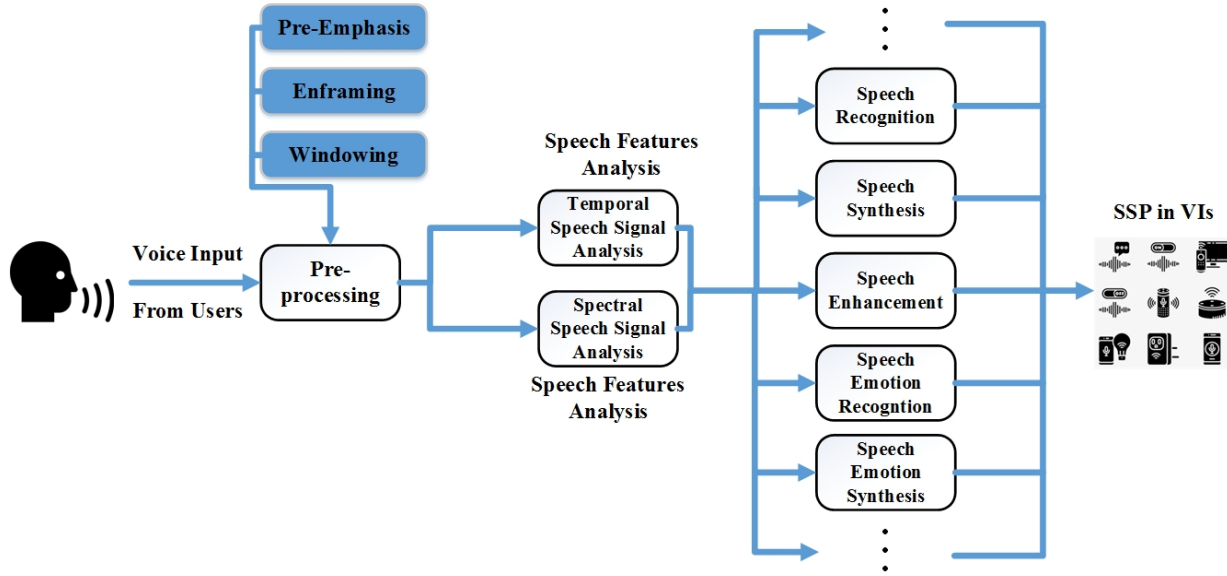 Pre-Emphasis
Enframing
Windowing
Voice Input
From Users
Pre-
processing
Speech Features
Analysis
Temporal
Speech Signal
Analysis
Spectral
Speech Signal
Analysis
Speech Features
Analysis
Speech
Recognition
Speech
Synthesis
Speech
Enhancement
Speech
Emotion
Recogntion
Speech
Emotion
Synthesis
SSP in VIs